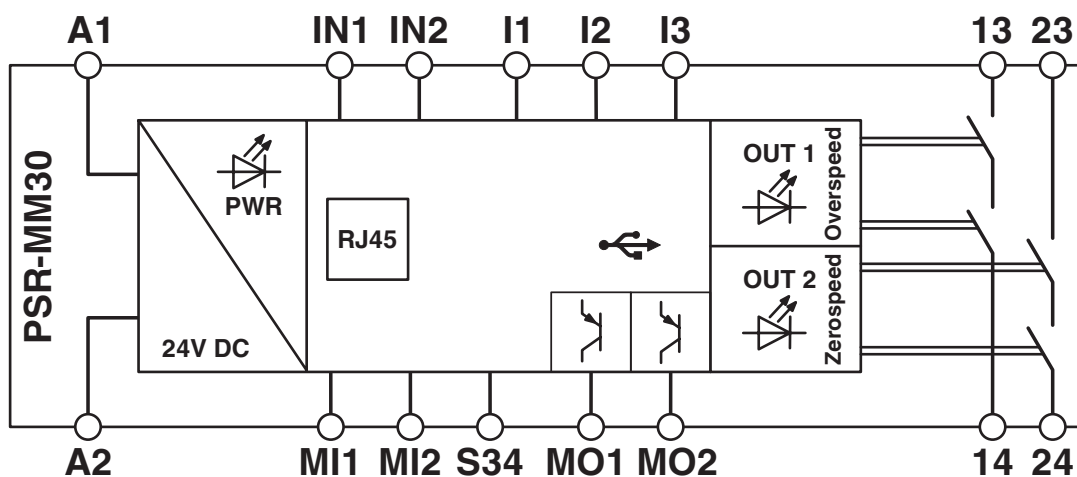 A1 IN1 IN2 I1 I2 I3 13 23
PSR-MM30
PWR
24V DC
RJ45
OUT 1
Overspeed
OUT 2
Zerospeed
A2 MI1 MI2 S34 MO1 MO2 14 24